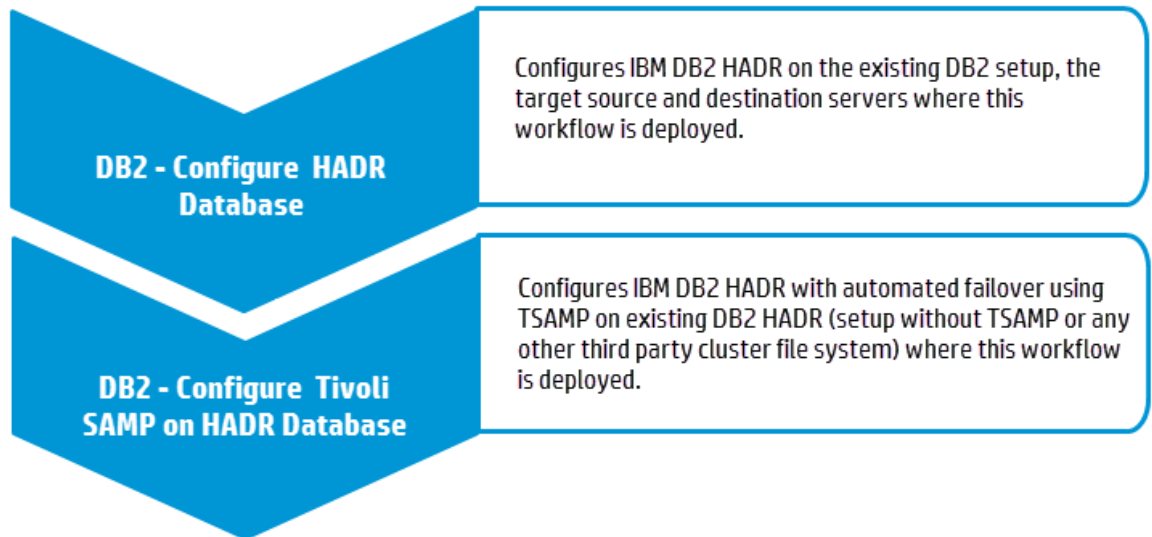 DB2 - Configure HADR
Database
Configures IBM DB2 HADR on the existing DB2 setup, the
target source and destination servers where this
workflow is deployed.
DB2 - Configure Tivoli
SAMP on HADR Database
Configures IBM DB2 HADR with automated failover using
TSAMP on existing DB2 HADR (setup without TSAMP or any
other third party cluster file system) where this workflow
is deployed.